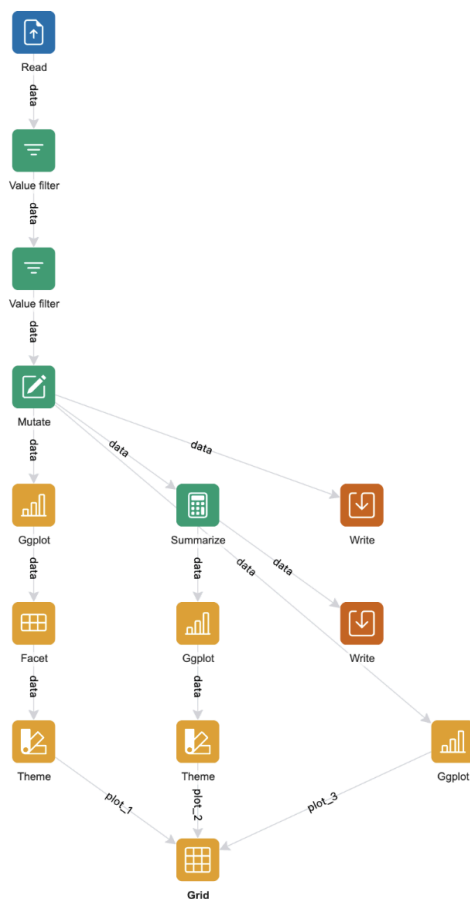 Read
data
Value filter
data
Value filter
data
Mutate
data
data
data
data
Ggplot
Summarize
Write
data
data
data
Facet
Ggplot
Write
data
data
Theme
Theme
Ggplot
plot_1
plot_2
plot_3
Grid